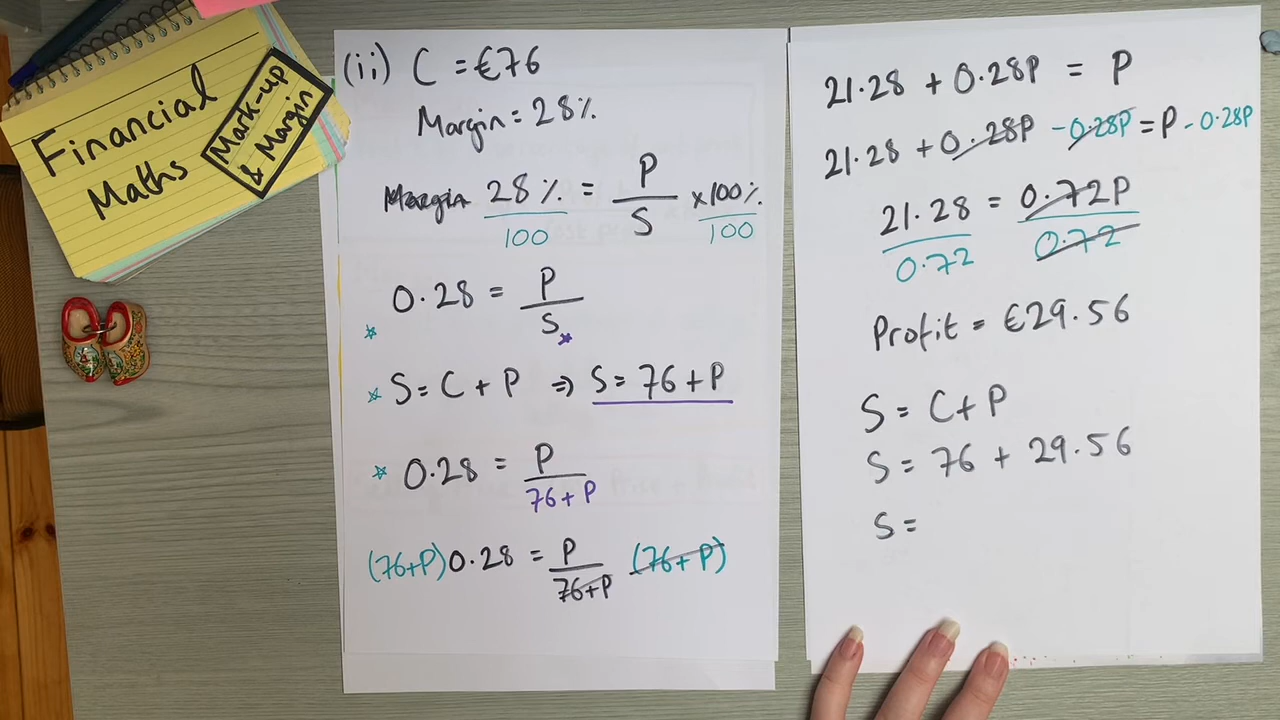 Financial
Maths
Mark-up
& Margin
(ii) C = €76
Margin = 28%
Margin 28% = P/S ×100%
100 100
0.28 = P/S
S = C + P ⇒ S = 76 + P
0.28 = P/(76 + P)
(76+P) 0.28 = P/(76+P) (76+P)
21.28 + 0.28P = P
21.28 + 0.28P - 0.28P = P - 0.28P
21.28 = 0.72P
0.72 0.72
Profit = €29.56
S = C + P
S = 76 + 29.56
S =